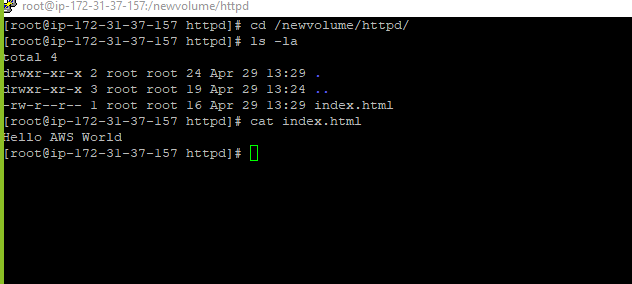 root@ip-172-31-37-157:/newvolume/httpd
[root@ip-172-31-37-157 httpd]# cd /newvolume/httpd/
[root@ip-172-31-37-157 httpd]# ls -la
total 4
drwxr-xr-x 2 root root 24 Apr 29 13:29 .
drwxr-xr-x 3 root root 19 Apr 29 13:24 ..
-rw-r--r-- 1 root root 16 Apr 29 13:29 index.html
[root@ip-172-31-37-157 httpd]# cat index.html
Hello AWS World
[root@ip-172-31-37-157 httpd]#